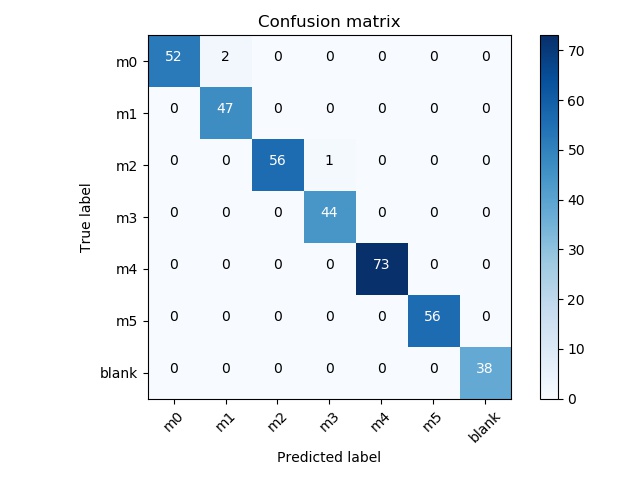 Confusion matrix
m0 52 2 0 0 0 0 0
m1 0 47 0 0 0 0 0
m2 0 0 56 1 0 0 0
m3 0 0 0 44 0 0 0
m4 0 0 0 0 73 0 0
m5 0 0 0 0 0 56 0
blank 0 0 0 0 0 0 38
m0 m1 m2 m3 m4 m5 blank
Predicted label
True label
70
60
50
40
30
20
10
0